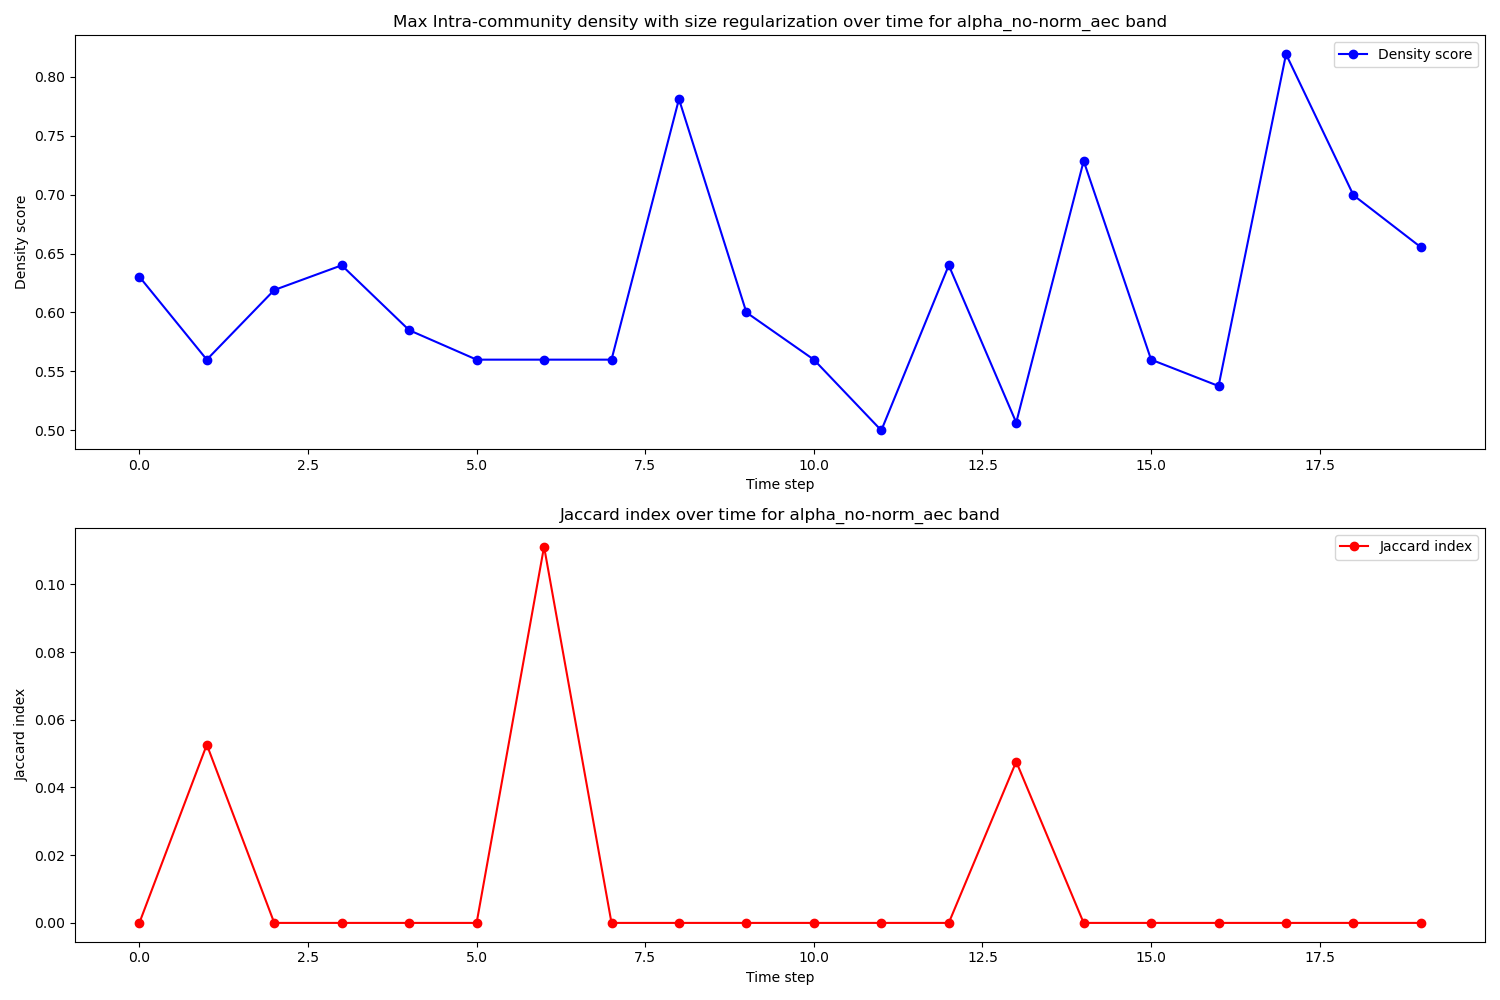 Max Intra-community density with size regularization over time for alpha_no-norm_aec band
Density score
0.80
0.75
0.70
0.65
0.60
0.55
0.50
Density score
0.0 2.5 5.0 7.5 10.0 12.5 15.0 17.5
Time step
Jaccard index over time for alpha_no-norm_aec band
Jaccard index
0.10
0.08
0.06
0.04
0.02
0.00
Jaccard index
0.0 2.5 5.0 7.5 10.0 12.5 15.0 17.5
Time step